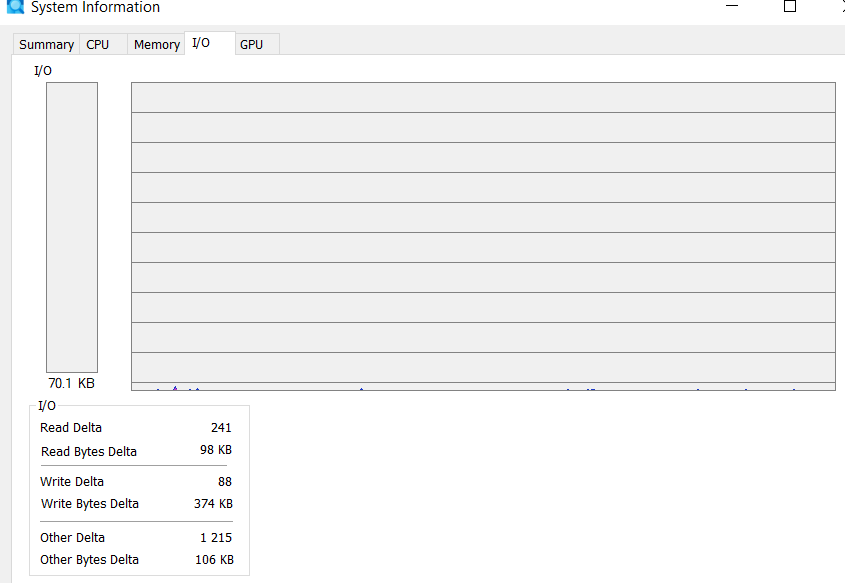 System Information
Summary CPU Memory I/O GPU
I/O
70.1 KB
I/O
Read Delta 241
Read Bytes Delta 98 KB
Write Delta 88
Write Bytes Delta 374 KB
Other Delta 1 215
Other Bytes Delta 106 KB